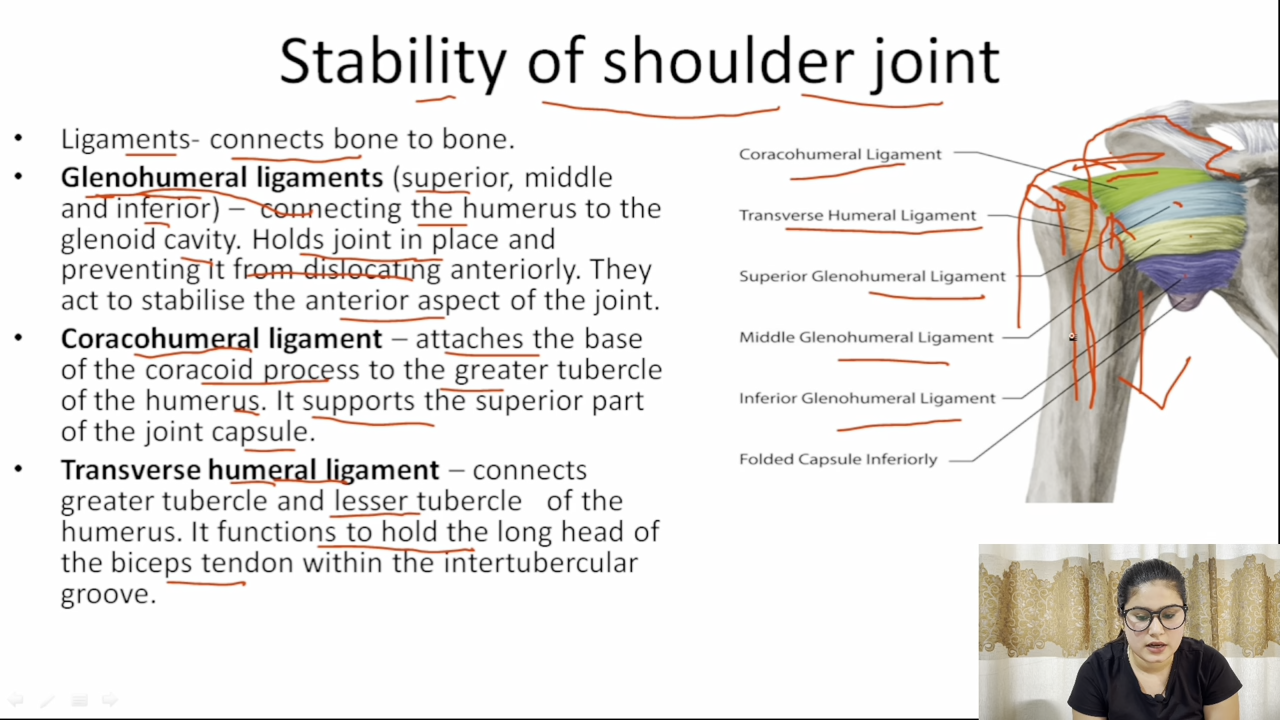 Stability of shoulder joint
• Ligaments- connects bone to bone.
• Glenohumeral ligaments (superior, middle
and inferior) – connecting the humerus to the
glenoid cavity. Holds joint in place and
preventing it from dislocating anteriorly. They
act to stabilise the anterior aspect of the joint.
• Coracohumeral ligament – attaches the base
of the coracoid process to the greater tubercle
of the humerus. It supports the superior part
of the joint capsule.
• Transverse humeral ligament – connects
greater tubercle and lesser tubercle of the
humerus. It functions to hold the long head of
the biceps tendon within the intertubercular
groove.
Coracohumeral Ligament
Transverse Humeral Ligament
Superior Glenohumeral Ligament
Middle Glenohumeral Ligament
Inferior Glenohumeral Ligament
Folded Capsule Inferiorly